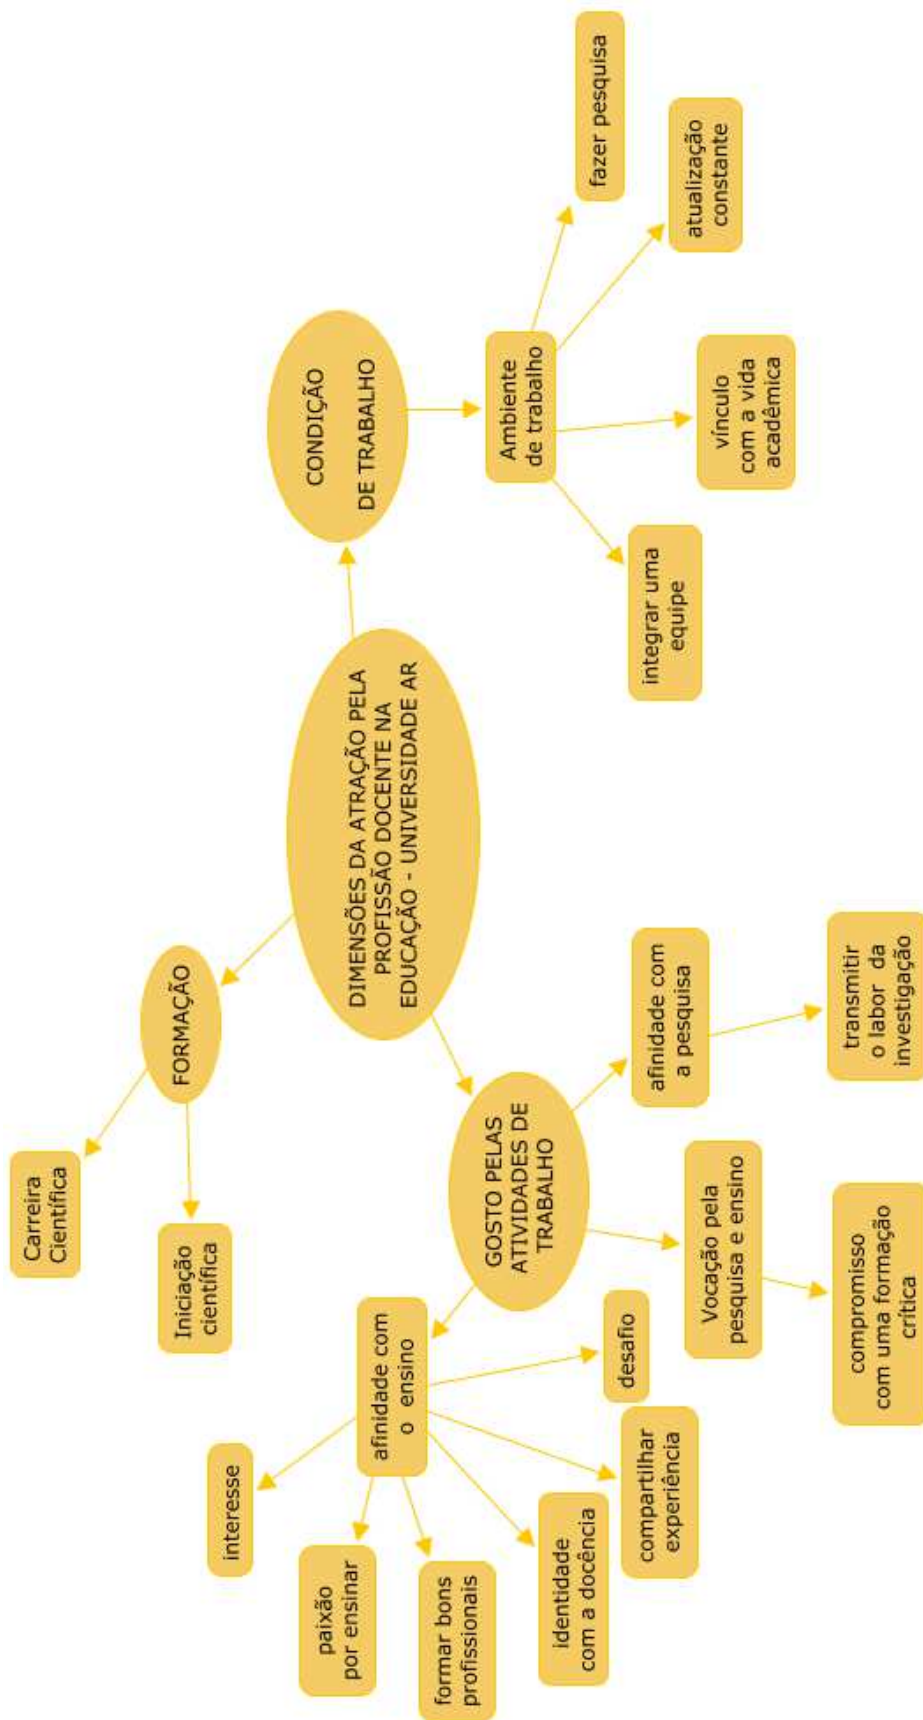 Carreira
Científica
Iniciação
científica
FORMAÇÃO
DIMENSÕES DA ATRAÇÃO PELA
PROFISSÃO DOCENTE NA
EDUCAÇÃO - UNIVERSIDADE AR
CONDIÇÃO
DE TRABALHO
Ambiente
de trabalho
integrar uma
equipe
vínculo
com a vida
acadêmica
atualização
constante
fazer pesquisa
GOSTO PELAS
ATIVIDADES DE
TRABALHO
afinidade com
o ensino
interesse
paixão
por ensinar
formar bons
profissionais
identidade
com a docência
compartilhar
experiência
desafio
Vocação pela
pesquisa e ensino
compromisso
com uma formação
crítica
afinidade com
a pesquisa
transmitir
o labor da
investigação